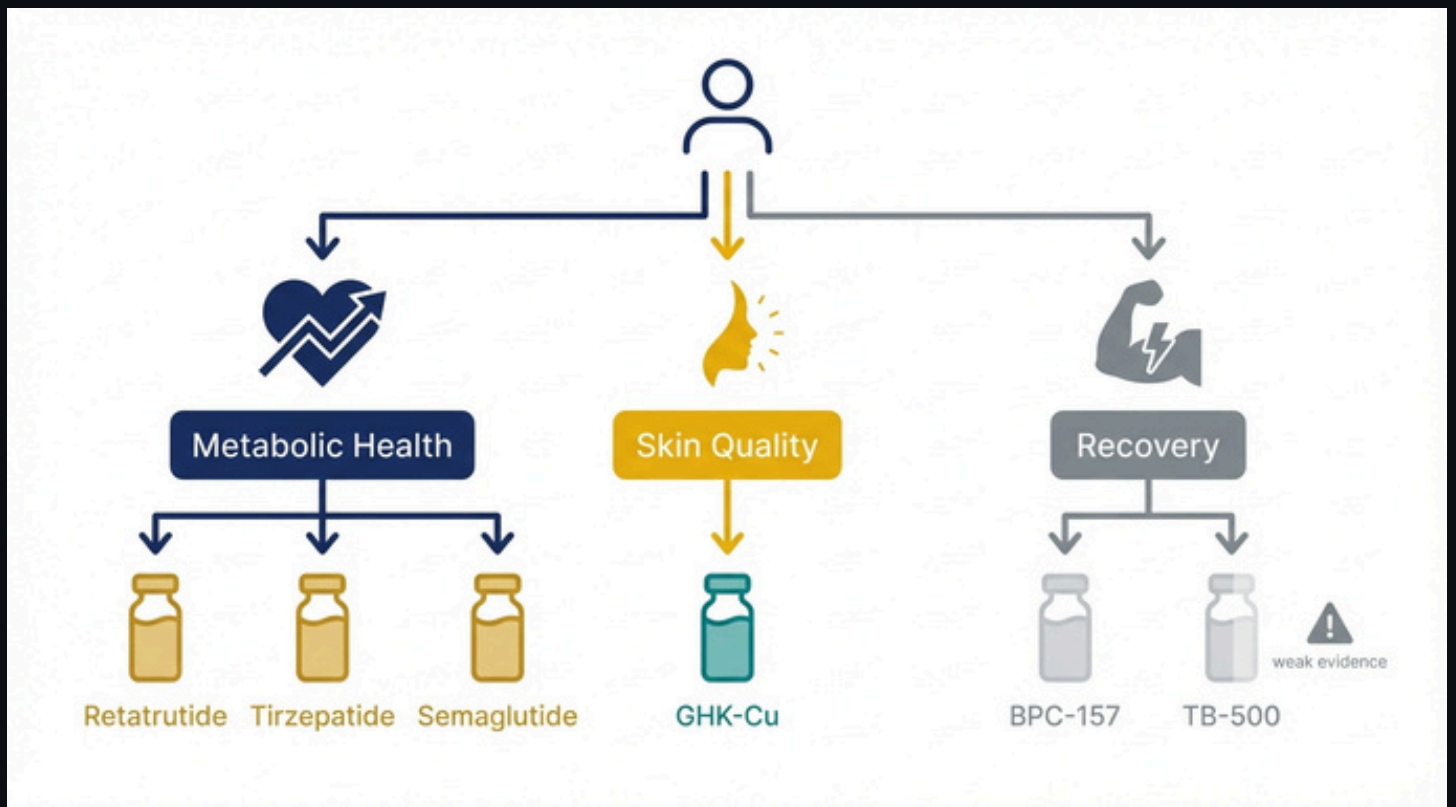 Metabolic Health
Skin Quality
Recovery
weak evidence
Retatrutide
Tirzepatide
Semaglutide
GHK-Cu
BPC-157
TB-500